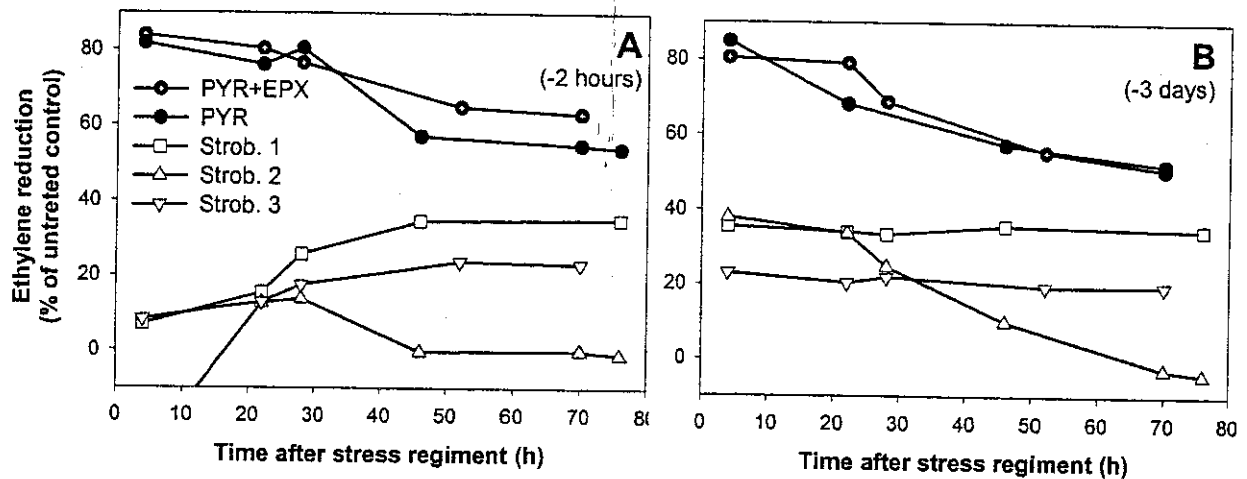 A
(-2 hours)
80
60
40
20
0
PYR+EPX
PYR
Strob. 1
Strob. 2
Strob. 3
Ethylene reduction
(% of untreted control)
0 10 20 30 40 50 60 70 80
Time after stress regiment (h)
B
(-3 days)
80
60
40
20
0
0 10 20 30 40 50 60 70 80
Time after stress regiment (h)